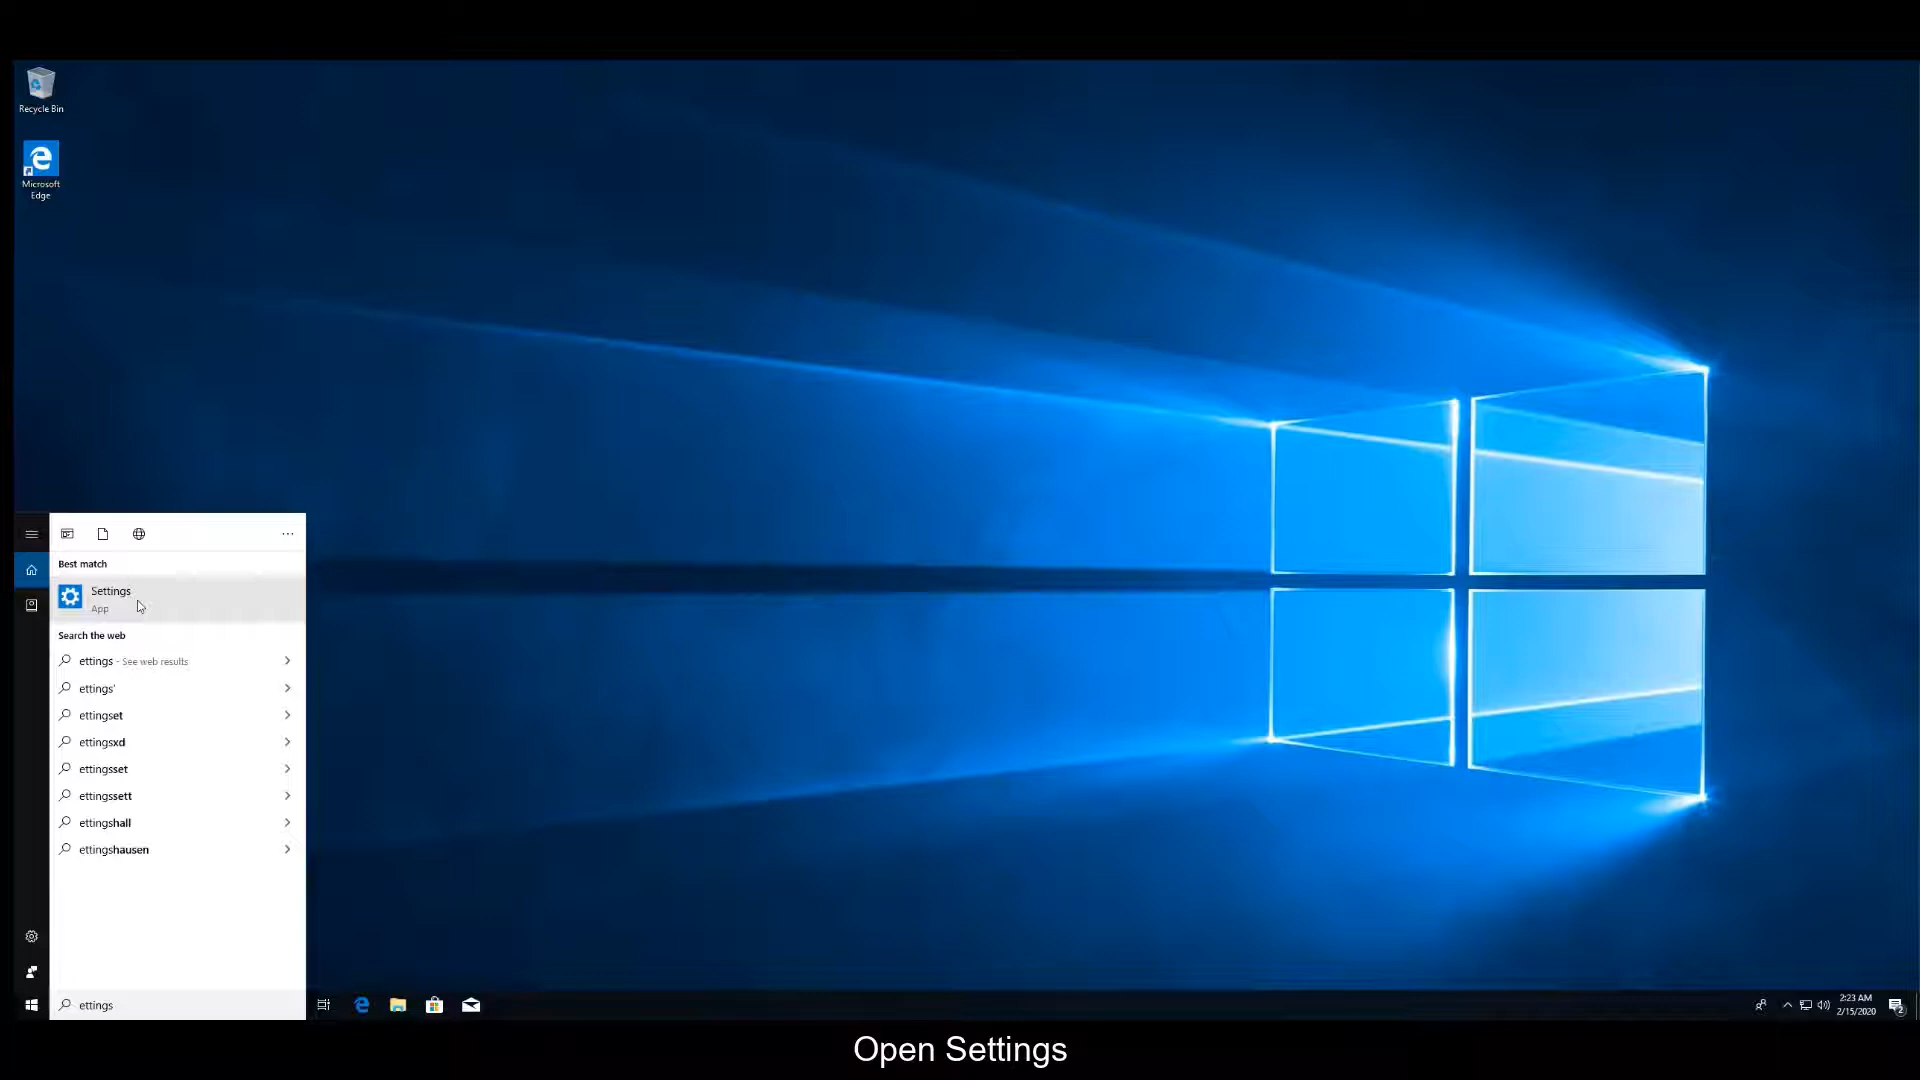 Recycle Bin
Microsoft
Edge
Best match
Settings
App
Search the web
ettings - See web results
ettings'
ettingset
ettingsxd
ettingsset
ettingssett
ettingshall
ettingshausen
ettings
2:23 AM
2/15/2020
2
Open Settings